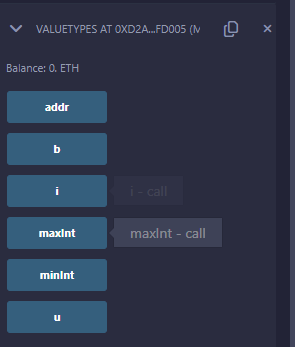 VALUETYPES AT 0XD2A...FD005 (M
Balance: 0. ETH
addr
b
i
i - call
maxInt
maxInt - call
minInt
u